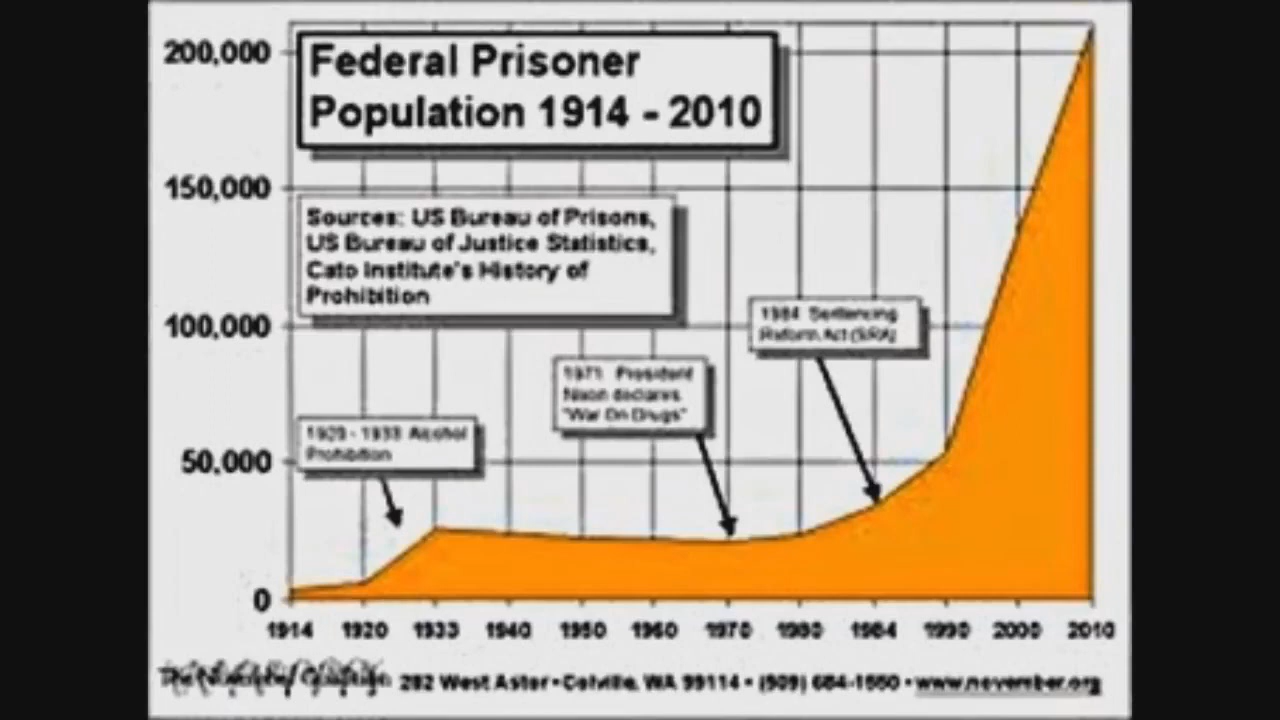 Federal Prisoner
Population 1914 - 2010
200,000
150,000
Sources: US Bureau of Prisons,
US Bureau of Justice Statistics,
Cato Institute's History of
Prohibition
100,000
1984 Sentencing
Reform Act (SRA)
1971 President
Nixon declares
"War On Drugs"
1920 - 1933 Alcohol
Prohibition
50,000
0
1914 1920 1933 1940 1950 1960 1970 1980 1984 1990 2000 2010
The November Coalition 282 West Astor • Colville, WA 99114 • (509) 684-1550 • www.november.org